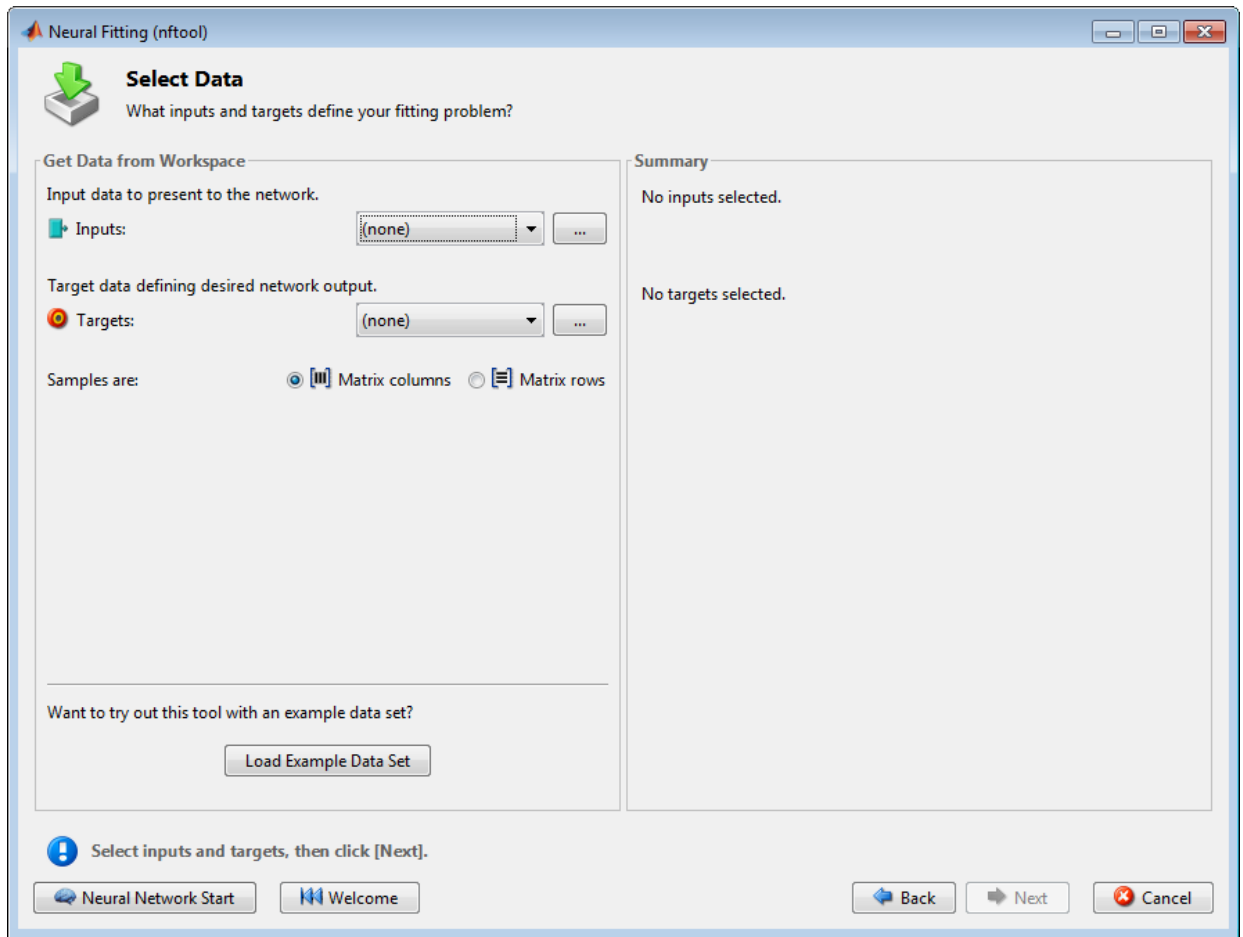 Neural Fitting (nftool)
Select Data
What inputs and targets define your fitting problem?
Get Data from Workspace
Input data to present to the network.
Inputs: (none) ...
Target data defining desired network output.
Targets: (none) ...
Samples are: Matrix columns Matrix rows
Want to try out this tool with an example data set?
Load Example Data Set
Summary
No inputs selected.
No targets selected.
Select inputs and targets, then click [Next].
Neural Network Start Welcome Back Next Cancel